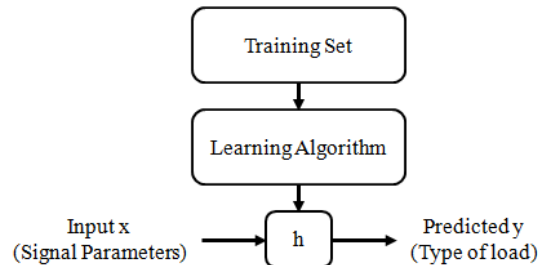 Training Set
Learning Algorithm
Input x
(Signal Parameters)
h
Predicted y
(Type of load)